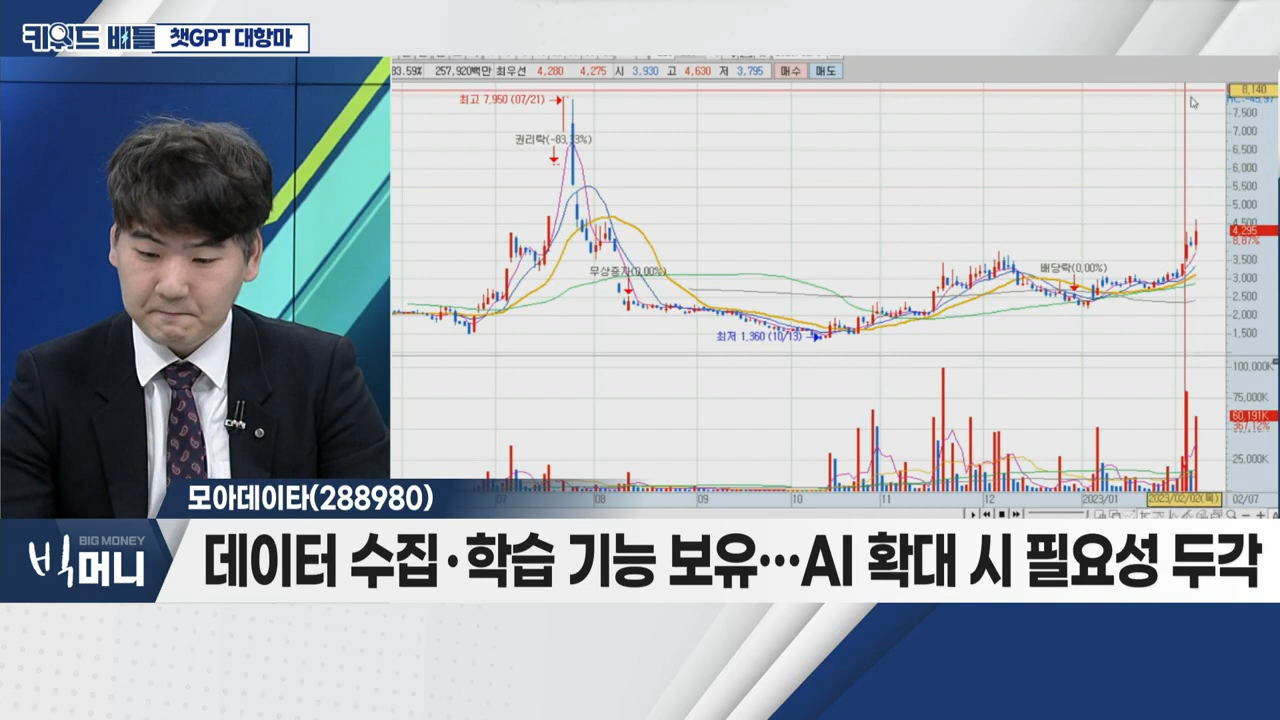 키워드 배틀 챗GPT 대항마
83.59% 257,920백만 최우선 4,280 4,275 시 3,930 고 4,630 저 3,795 매수 매도
8,140
최고 7,950 (07/21)
7,500
권리락(-83,33%)
7,000
6,500
6,000
5,500
5,000
4,500
4,295
8.87%
무상증자(0,00%)
배당락(0,00%)
3,500
3,000
2,500
2,000
최저 1,360 (10/13)
1,500
100,000K
75,000K
60,191K
367.12%
25,000K
07 08 09 10 11 12 2023/01 2023/02/02(목) 02/07
모아데이타(288980)
BIG MONEY
빅머니
데이터 수집·학습 기능 보유…AI 확대 시 필요성 두각